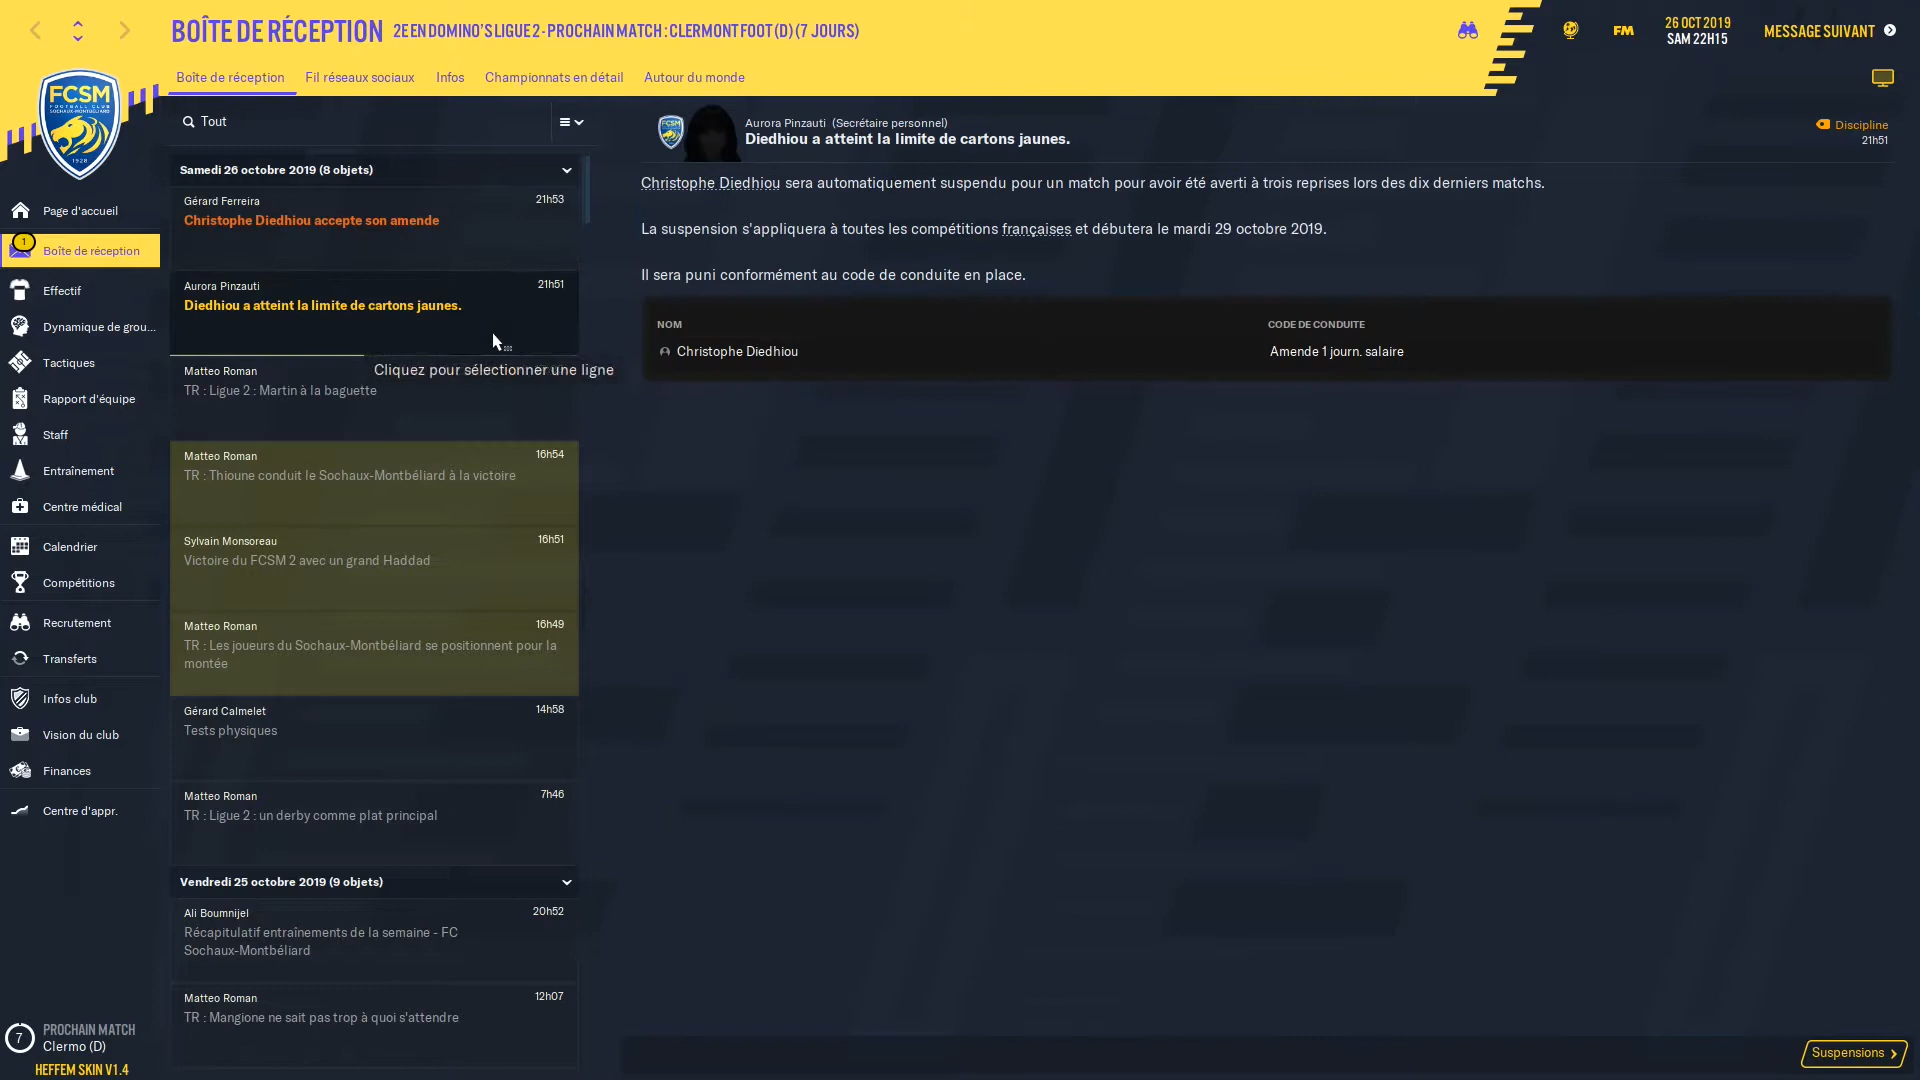 BOÎTE DE RÉCEPTION
2E EN DOMINO'S LIGUE 2 - PROCHAIN MATCH : CLERMONT FOOT (D) (7 JOURS)
FM
26 OCT 2019
SAM 22H15
MESSAGE SUIVANT
Boîte de réception
Fil réseaux sociaux
Infos
Championnats en détail
Autour du monde
FCSM
FOOTBALL CLUB
SOCHAUX-MONTBÉLIARD
1928
Page d'accueil
1
Boîte de réception
Effectif
Dynamique de grou...
Tactiques
Rapport d'équipe
Staff
Entraînement
Centre médical
Calendrier
Compétitions
Recrutement
Transferts
Infos club
Vision du club
Finances
Centre d'appr.
7
PROCHAIN MATCH
Clermo (D)
HEFFEM SKIN V1.4
Tout
Samedi 26 octobre 2019 (8 objets)
Gérard Ferreira 21h53
Christophe Diedhiou accepte son amende
Aurora Pinzauti 21h51
Diedhiou a atteint la limite de cartons jaunes.
Matteo Roman
Cliquez pour sélectionner une ligne
TR : Ligue 2 : Martin à la baguette
Matteo Roman 16h54
TR : Thioune conduit le Sochaux-Montbéliard à la victoire
Sylvain Monsoreau 16h51
Victoire du FCSM 2 avec un grand Haddad
Matteo Roman 16h49
TR : Les joueurs du Sochaux-Montbéliard se positionnent pour la
montée
Gérard Calmelet 14h58
Tests physiques
Matteo Roman 7h46
TR : Ligue 2 : un derby comme plat principal
Vendredi 25 octobre 2019 (9 objets)
Ali Boumnijel 20h52
Récapitulatif entraînements de la semaine - FC
Sochaux-Montbéliard
Matteo Roman 12h07
TR : Mangione ne sait pas trop à quoi s'attendre
FCSM
Aurora Pinzauti (Secrétaire personnel)
Diedhiou a atteint la limite de cartons jaunes.
Discipline
21h51
Christophe Diedhiou sera automatiquement suspendu pour un match pour avoir été averti à trois reprises lors des dix derniers matchs.
La suspension s'appliquera à toutes les compétitions françaises et débutera le mardi 29 octobre 2019.
Il sera puni conformément au code de conduite en place.
NOM CODE DE CONDUITE
Christophe Diedhiou Amende 1 journ. salaire
Suspensions